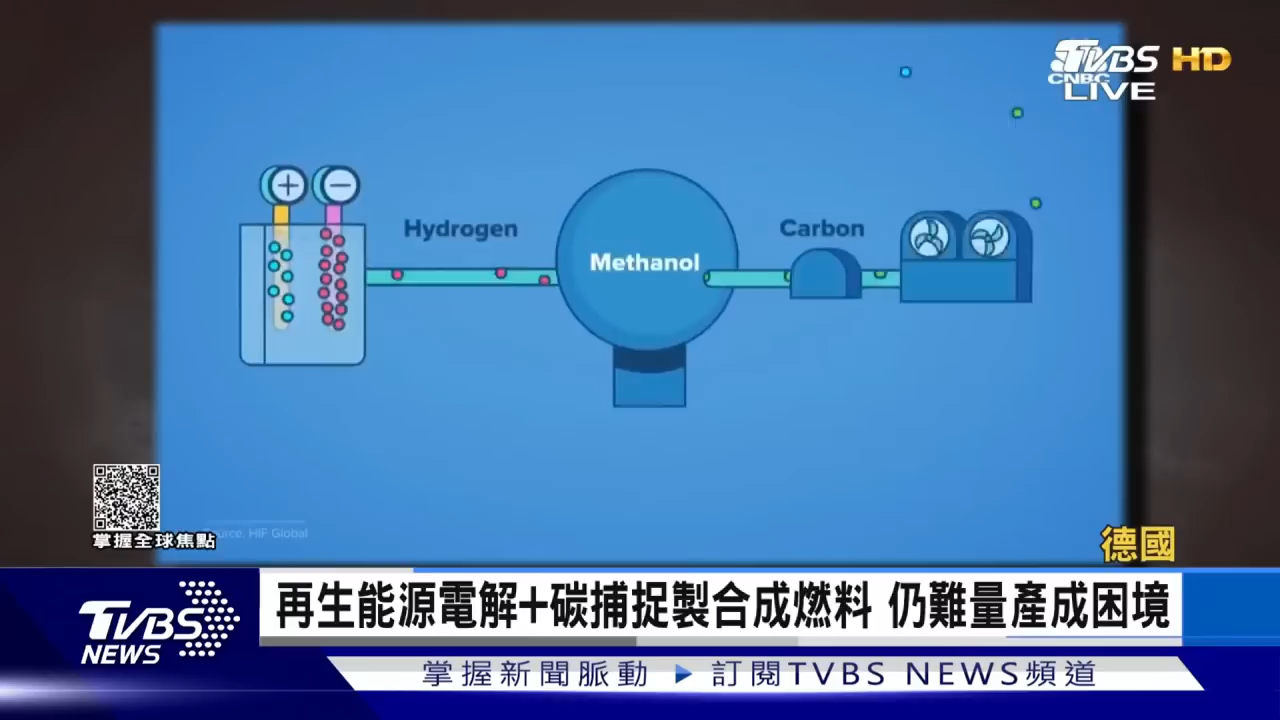 TVBS HD
CNBC
LIVE
Hydrogen
Methanol
Carbon
Source: HIF Global
掌握全球焦點
德國
TVBS
NEWS
再生能源電解+碳捕捉製合成燃料 仍難量產成困境
掌握新聞脈動 ▶ 訂閱TVBS NEWS頻道